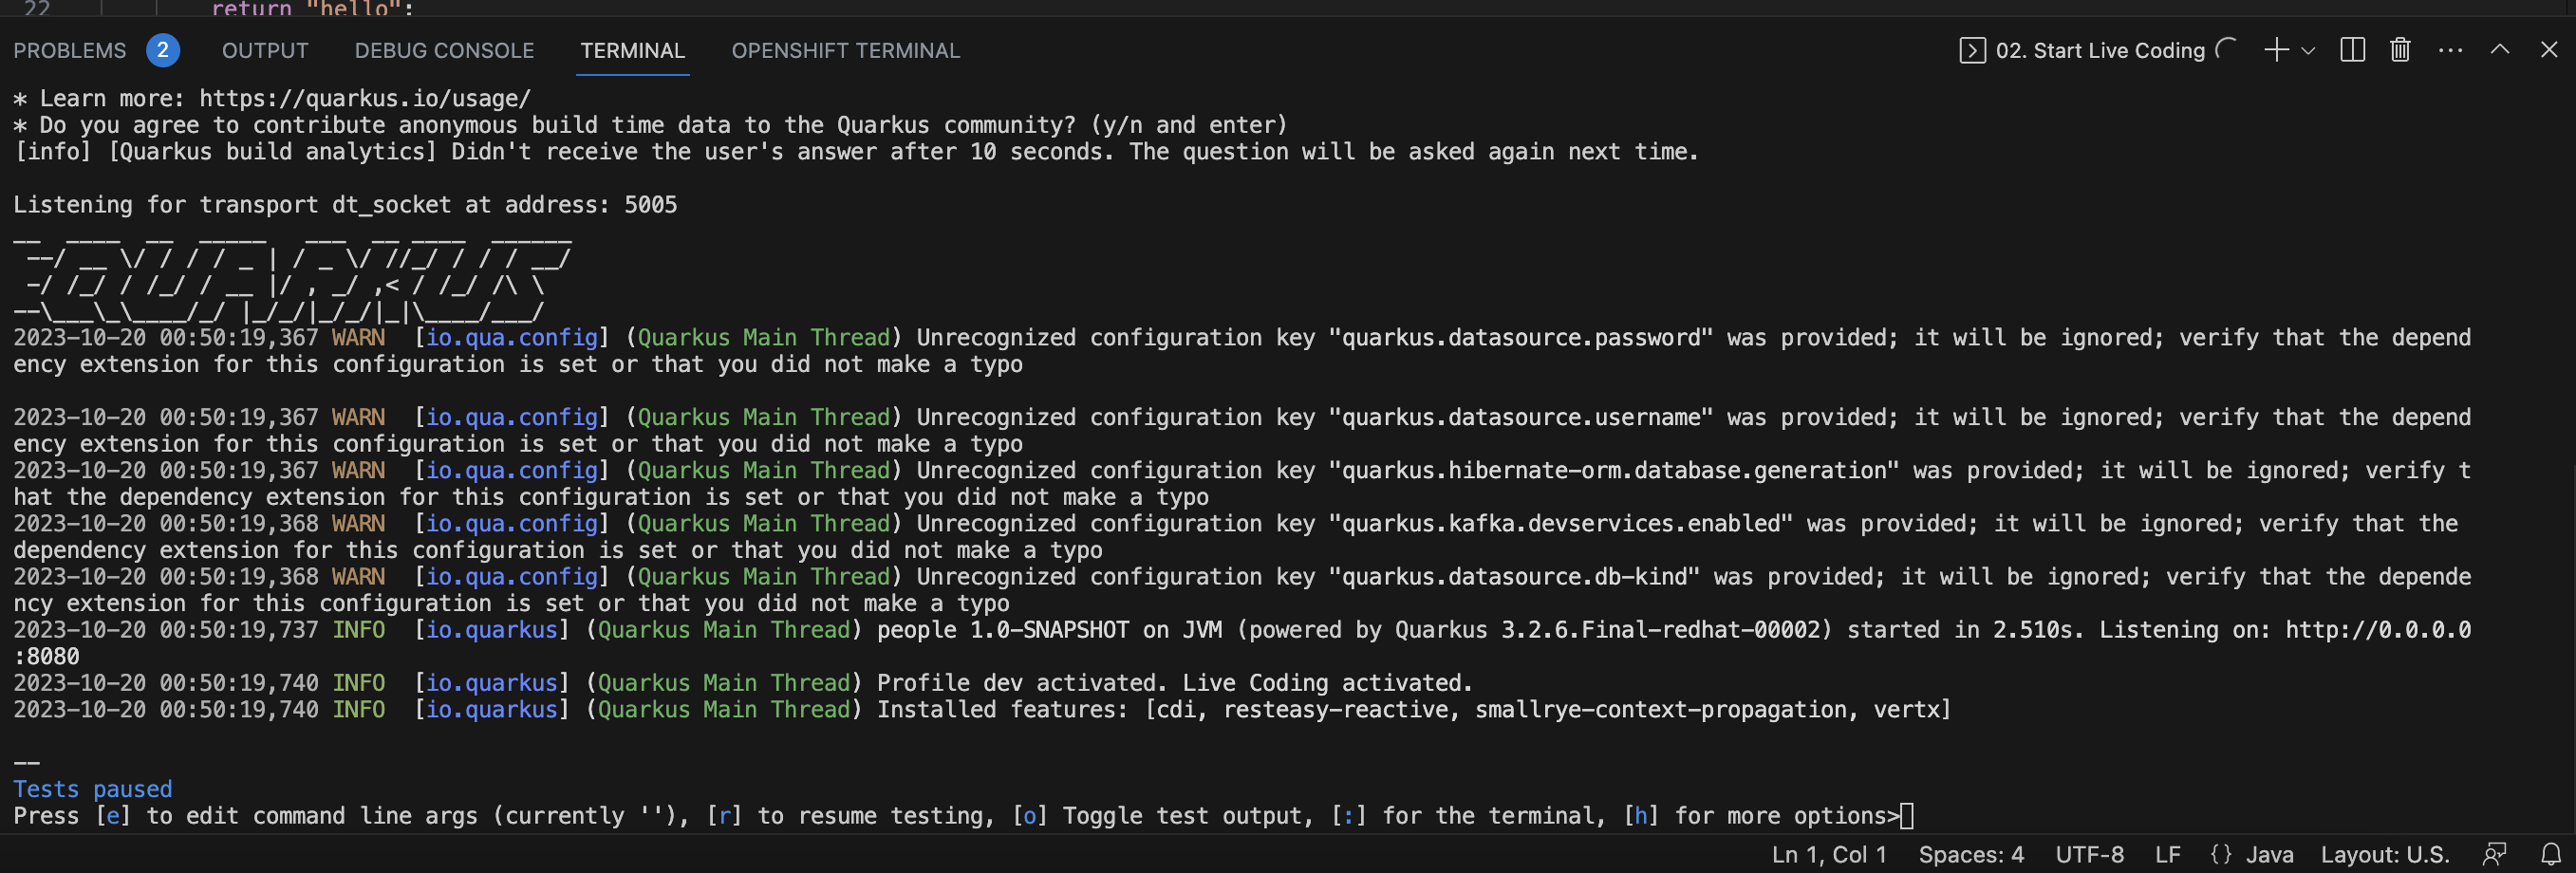 22 return "hello";
PROBLEMS 2 OUTPUT DEBUG CONSOLE TERMINAL OPENSHIFT TERMINAL 02. Start Live Coding
* Learn more: https://quarkus.io/usage/
* Do you agree to contribute anonymous build time data to the Quarkus community? (y/n and enter)
[info] [Quarkus build analytics] Didn't receive the user's answer after 10 seconds. The question will be asked again next time.
Listening for transport dt_socket at address: 5005
__  ____  __  _____   ___  __ ____  ______
 --/ __ \/ / / / _ | / _ \/ //_/ / / / __/
 -/ /_/ / /_/ / __ |/ , _/ ,< / /_/ /\ \
--\___\_\____/_/ |_/_/|_/_/|_|\____/___/
2023-10-20 00:50:19,367 WARN  [io.qua.config] (Quarkus Main Thread) Unrecognized configuration key "quarkus.datasource.password" was provided; it will be ignored; verify that the depend
ency extension for this configuration is set or that you did not make a typo
2023-10-20 00:50:19,367 WARN  [io.qua.config] (Quarkus Main Thread) Unrecognized configuration key "quarkus.datasource.username" was provided; it will be ignored; verify that the depend
ency extension for this configuration is set or that you did not make a typo
2023-10-20 00:50:19,367 WARN  [io.qua.config] (Quarkus Main Thread) Unrecognized configuration key "quarkus.hibernate-orm.database.generation" was provided; it will be ignored; verify t
hat the dependency extension for this configuration is set or that you did not make a typo
2023-10-20 00:50:19,368 WARN  [io.qua.config] (Quarkus Main Thread) Unrecognized configuration key "quarkus.kafka.devservices.enabled" was provided; it will be ignored; verify that the
dependency extension for this configuration is set or that you did not make a typo
2023-10-20 00:50:19,368 WARN  [io.qua.config] (Quarkus Main Thread) Unrecognized configuration key "quarkus.datasource.db-kind" was provided; it will be ignored; verify that the depende
ncy extension for this configuration is set or that you did not make a typo
2023-10-20 00:50:19,737 INFO  [io.quarkus] (Quarkus Main Thread) people 1.0-SNAPSHOT on JVM (powered by Quarkus 3.2.6.Final-redhat-00002) started in 2.510s. Listening on: http://0.0.0.0
:8080
2023-10-20 00:50:19,740 INFO  [io.quarkus] (Quarkus Main Thread) Profile dev activated. Live Coding activated.
2023-10-20 00:50:19,740 INFO  [io.quarkus] (Quarkus Main Thread) Installed features: [cdi, resteasy-reactive, smallrye-context-propagation, vertx]
--
Tests paused
Press [e] to edit command line args (currently ''), [r] to resume testing, [o] Toggle test output, [:] for the terminal, [h] for more options>
Ln 1, Col 1 Spaces: 4 UTF-8 LF {} Java Layout: U.S.